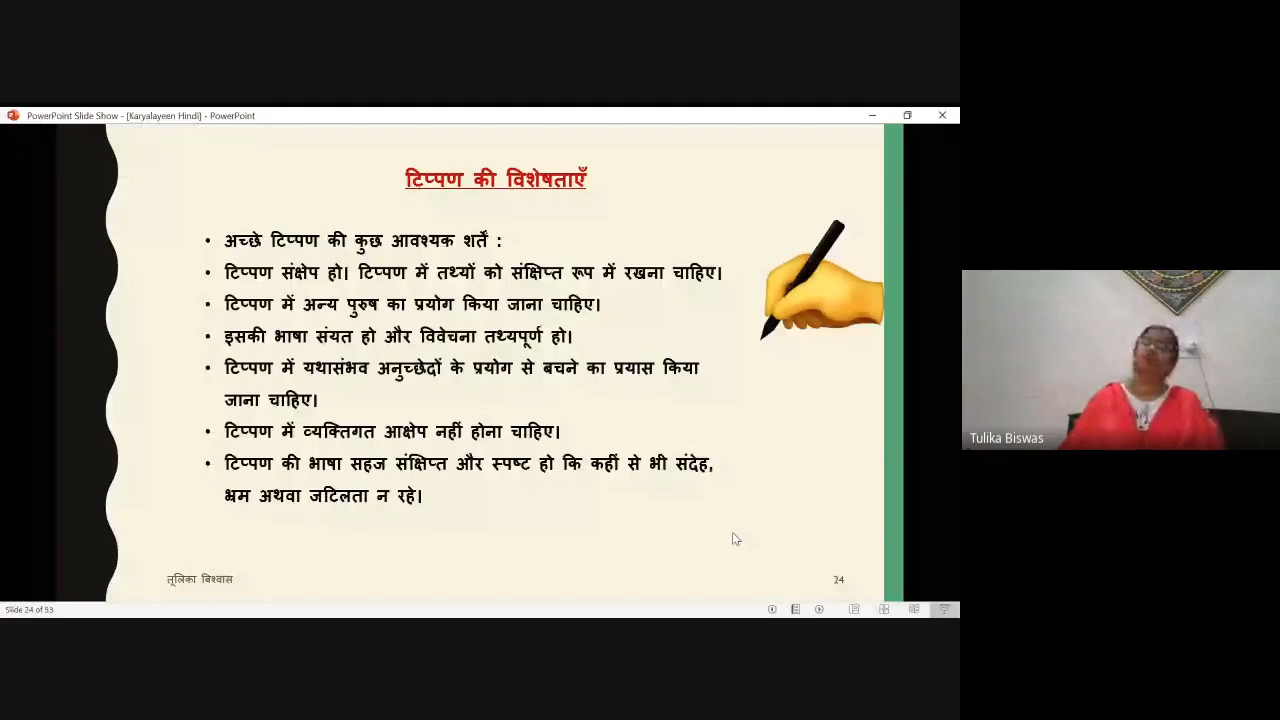 PowerPoint Slide Show - [Karyalayeen Hindi] - PowerPoint
टिप्पण की विशेषताएँ
• अच्छे टिप्पण की कुछ आवश्यक शर्तें :
• टिप्पण संक्षेप हो। टिप्पण में तथ्यों को संक्षिप्त रूप में रखना चाहिए।
• टिप्पण में अन्य पुरुष का प्रयोग किया जाना चाहिए।
• इसकी भाषा संयत हो और विवेचना तथ्यपूर्ण हो।
• टिप्पण में यथासंभव अनुच्छेदों के प्रयोग से बचने का प्रयास किया
जाना चाहिए।
• टिप्पण में व्यक्तिगत आक्षेप नहीं होना चाहिए।
• टिप्पण की भाषा सहज संक्षिप्त और स्पष्ट हो कि कहीं से भी संदेह,
भ्रम अथवा जटिलता न रहे।
तूलिका बिश्वास
24
Slide 24 of 53
Tulika Biswas